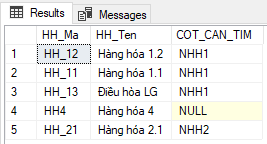 Results Messages
HH_Ma HH_Ten COT_CAN_TIM
1 HH_12 Hàng hóa 1.2 NHH1
2 HH_11 Hàng hóa 1.1 NHH1
3 HH_13 Điều hòa LG NHH1
4 HH4 Hàng hóa 4 NULL
5 HH_21 Hàng hóa 2.1 NHH2